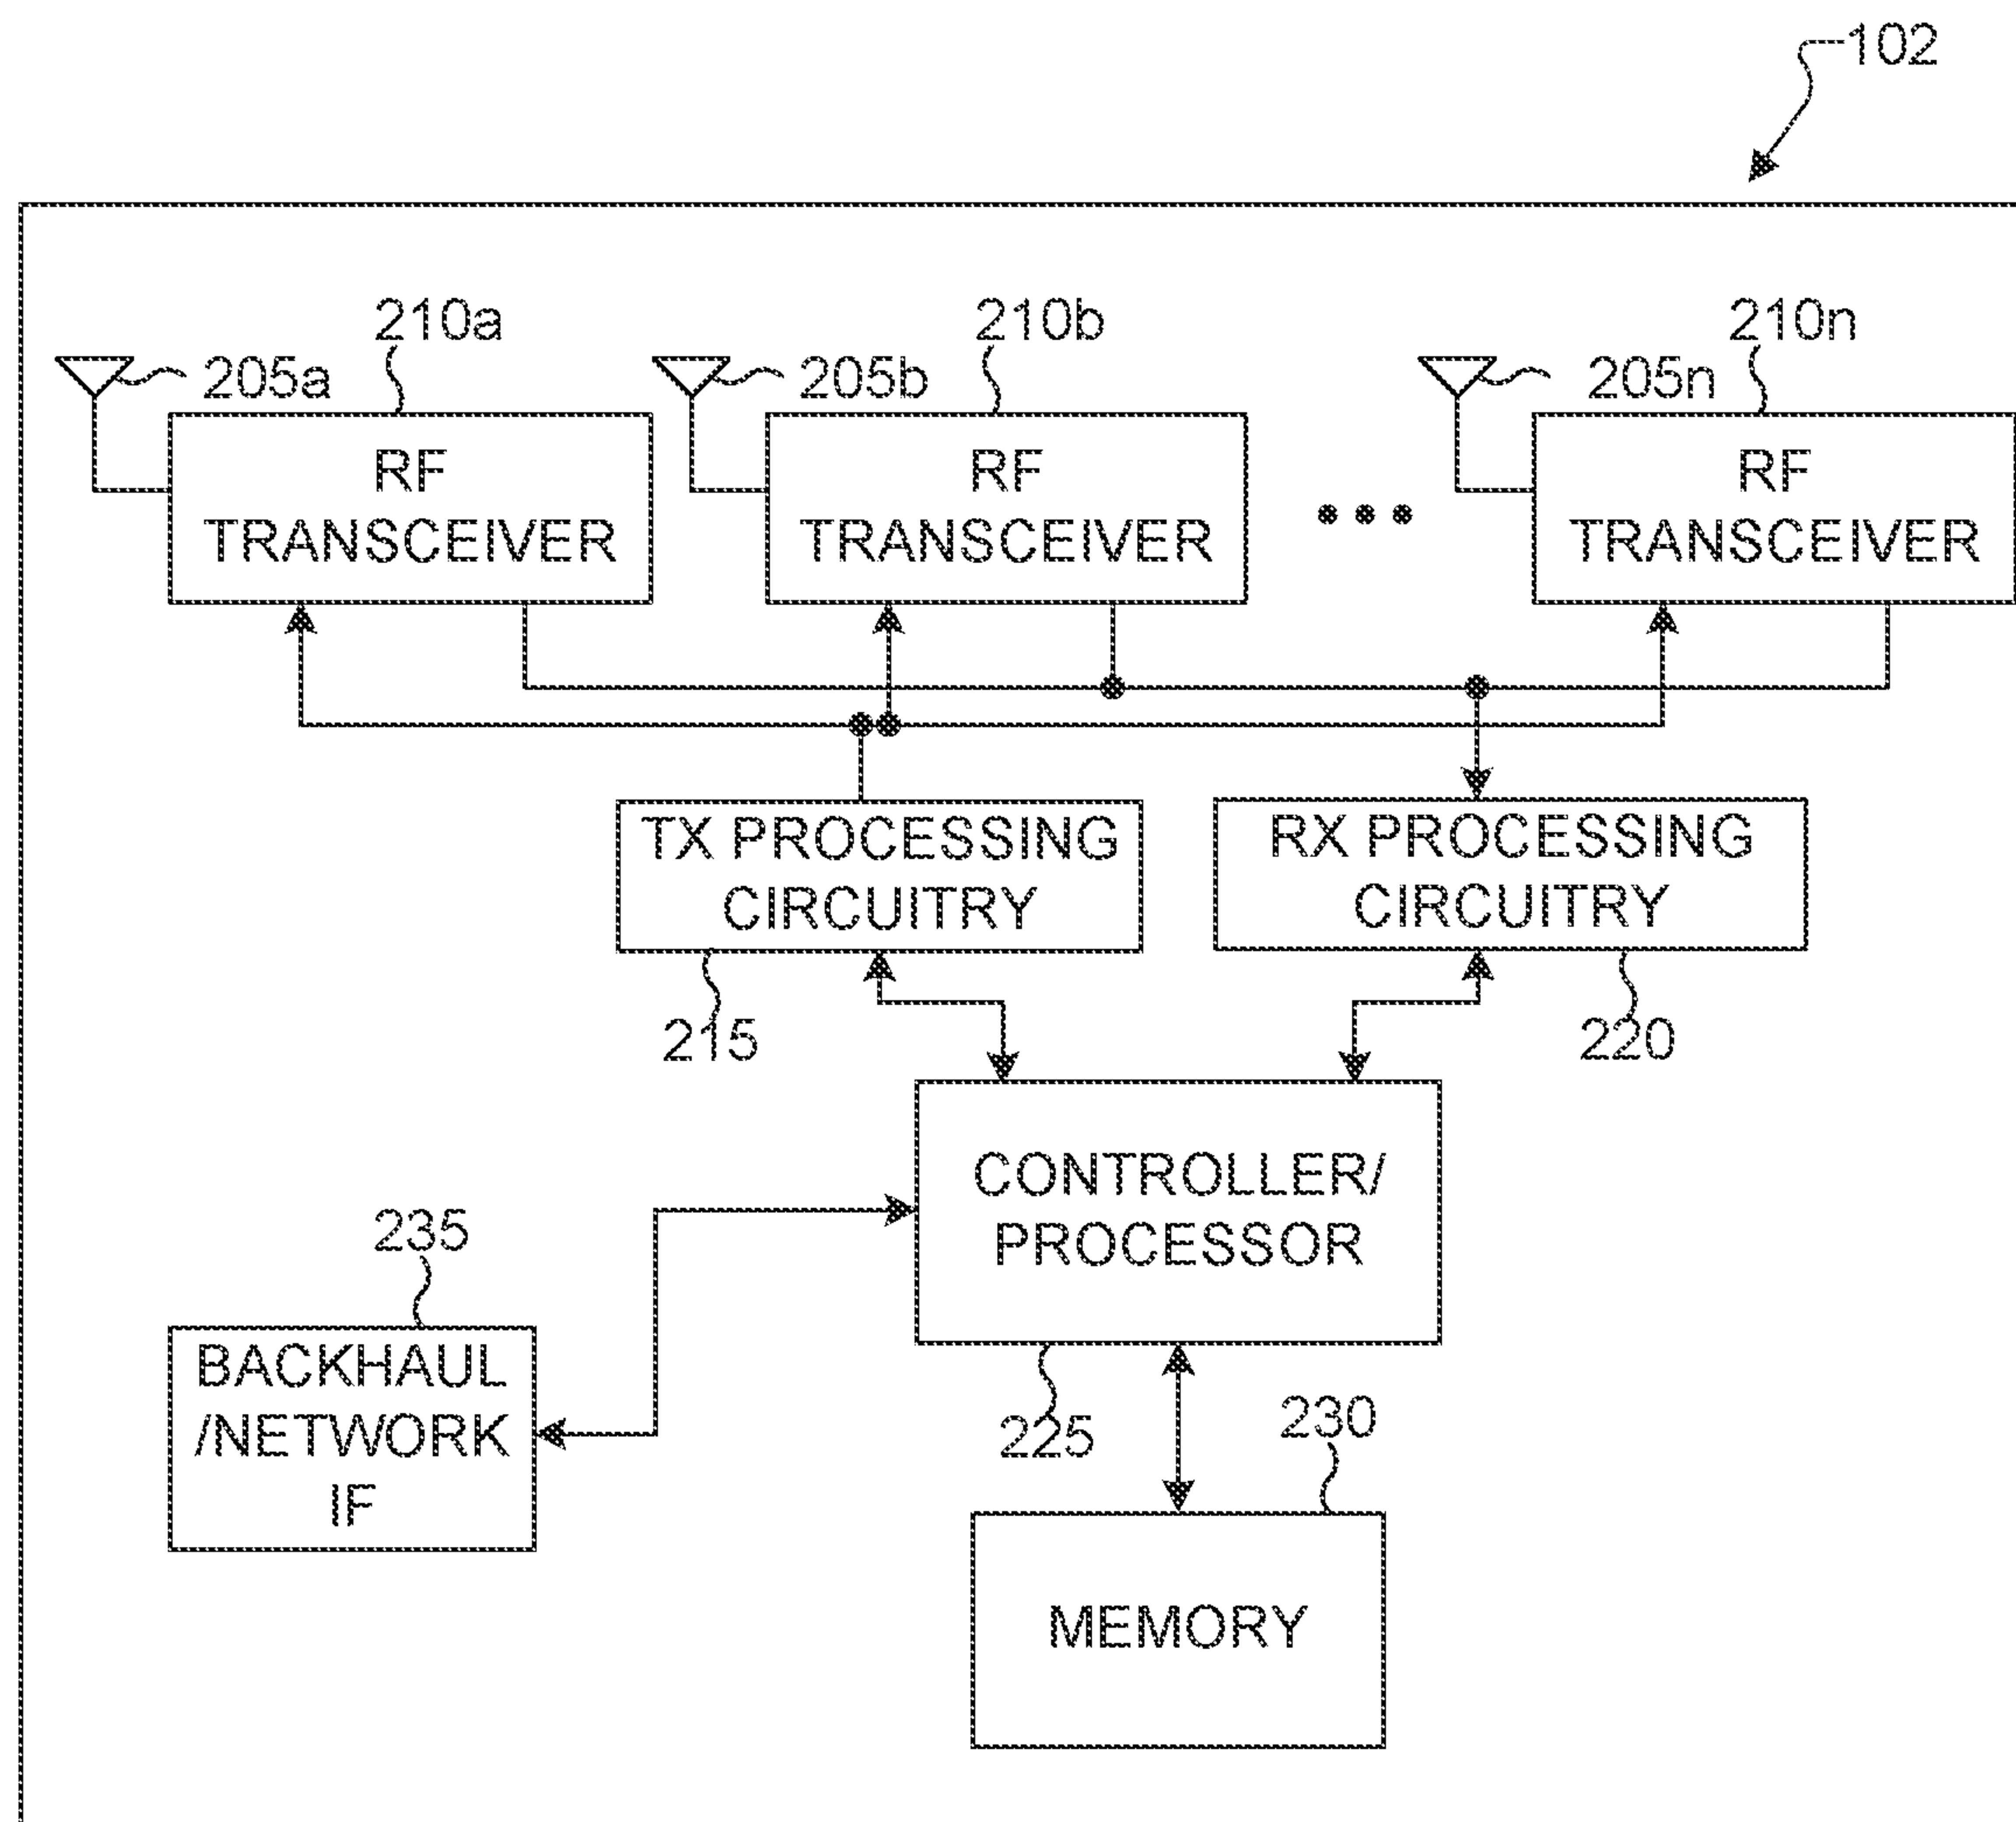 102
210a
210b
210n
205a
205b
205n
RF
TRANSCEIVER
RF
TRANSCEIVER
RF
TRANSCEIVER
TX PROCESSING
CIRCUITRY
RX PROCESSING
CIRCUITRY
215
220
CONTROLLER/
PROCESSOR
235
BACKHAUL
/NETWORK
IF
225
230
MEMORY